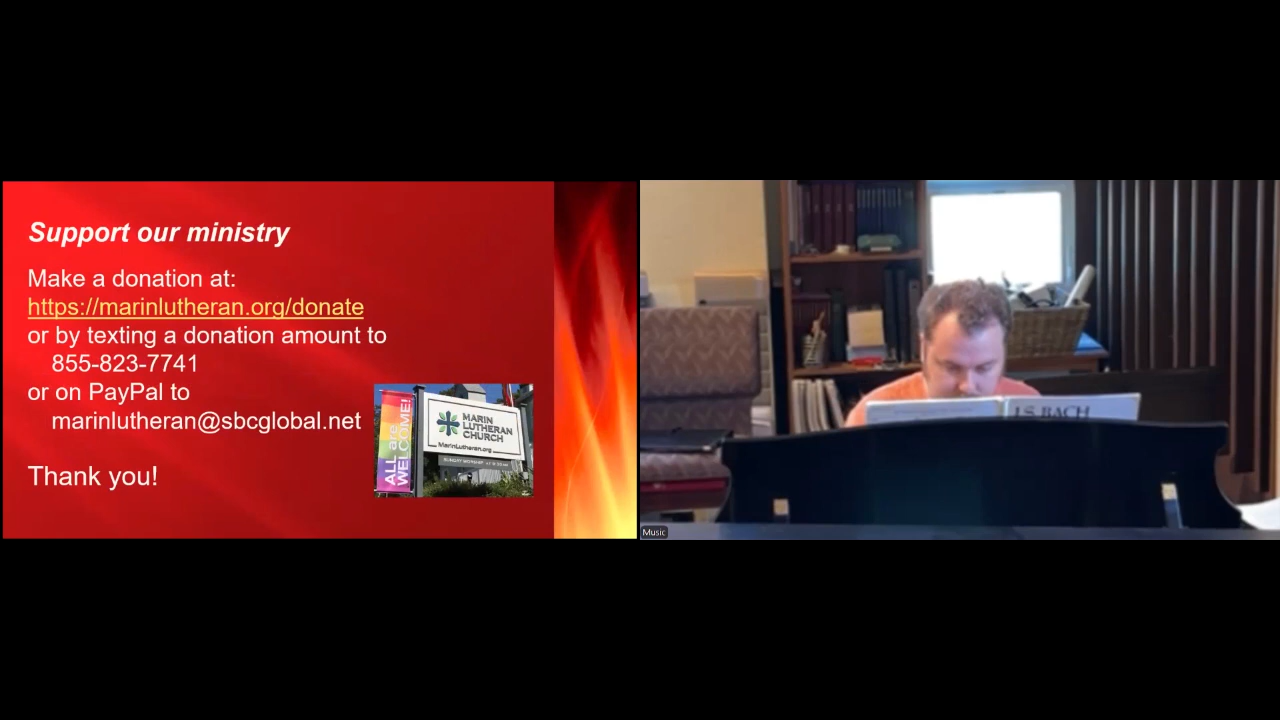 Support our ministry
Make a donation at:
https://marinlutheran.org/donate
or by texting a donation amount to
855-823-7741
or on PayPal to
marinlutheran@sbcglobal.net
Thank you!
ALL are
WELCOME!
MARIN
LUTHERAN
CHURCH
MarinLutheran.org
SUNDAY WORSHIP
J.S. BACH
Music